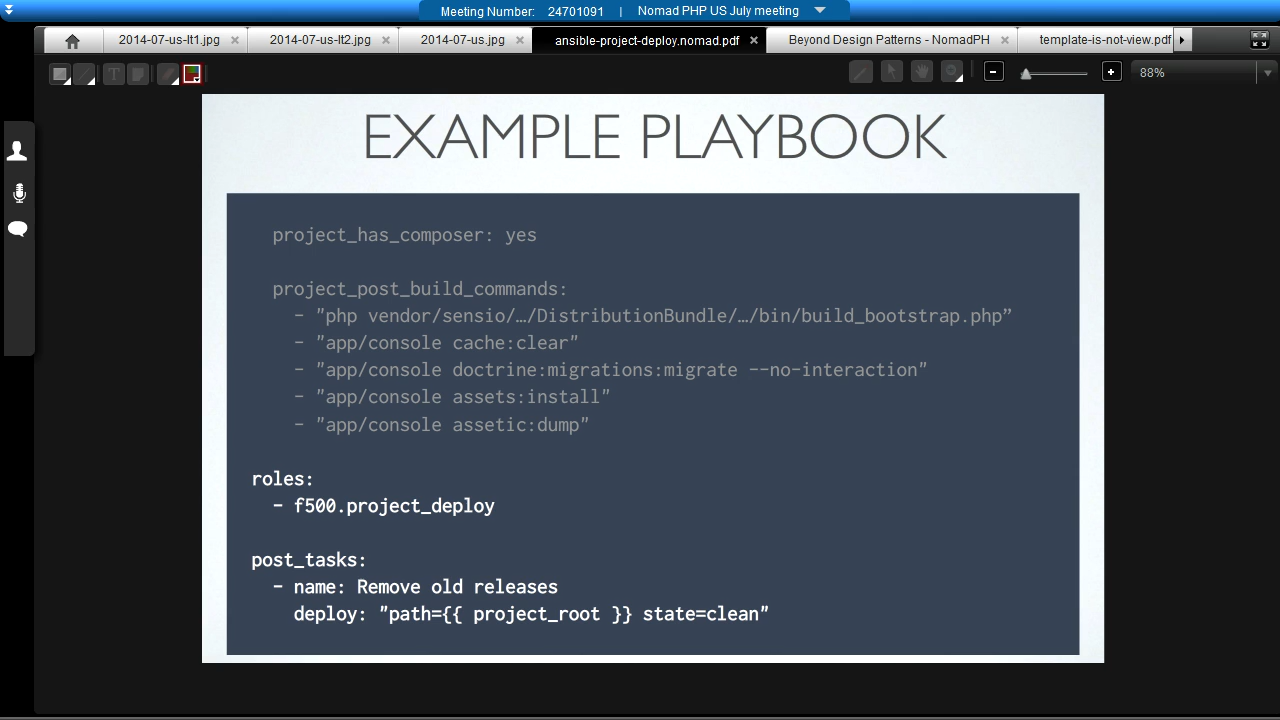 Meeting Number: 24701091 | Nomad PHP US July meeting
2014-07-us-lt1.jpg
2014-07-us-lt2.jpg
2014-07-us.jpg
ansible-project-deploy.nomad.pdf
Beyond Design Patterns - NomadPH
template-is-not-view.pdf
T
88%
EXAMPLE PLAYBOOK
project_has_composer: yes
project_post_build_commands:
- "php vendor/sensio/…/DistributionBundle/…/bin/build_bootstrap.php”
- "app/console cache:clear"
- "app/console doctrine:migrations:migrate --no-interaction"
- "app/console assets:install"
- "app/console assetic:dump"
roles:
- f500.project_deploy
post_tasks:
- name: Remove old releases
deploy: "path={{ project_root }} state=clean"